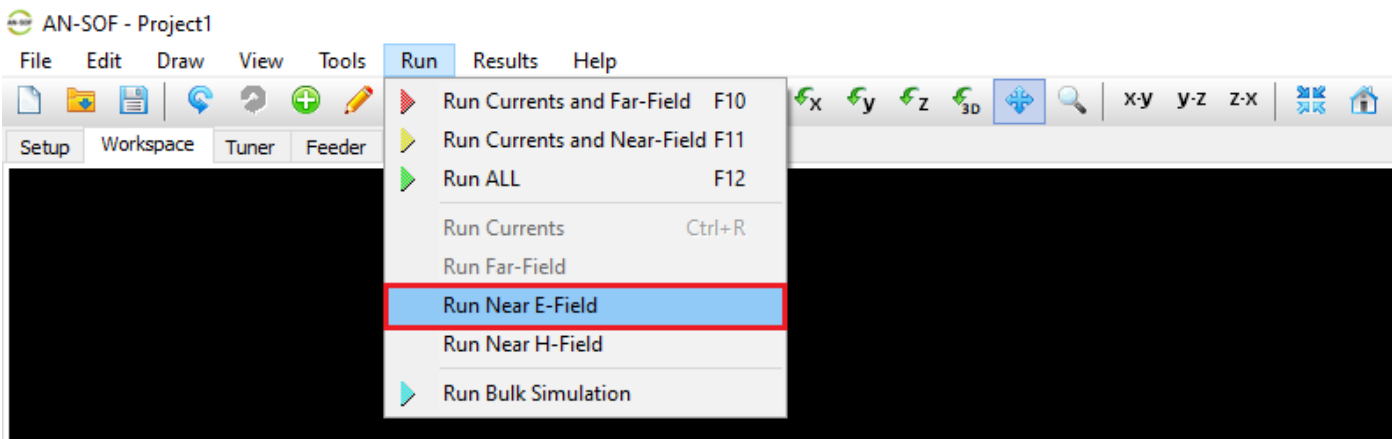 AN-SOF - Project1
File Edit Draw View Tools Run Results Help
x y z 3D x-y y-z z-x
Setup Workspace Tuner Feeder
Run Currents and Far-Field F10
Run Currents and Near-Field F11
Run ALL F12
Run Currents Ctrl+R
Run Far-Field
Run Near E-Field
Run Near H-Field
Run Bulk Simulation